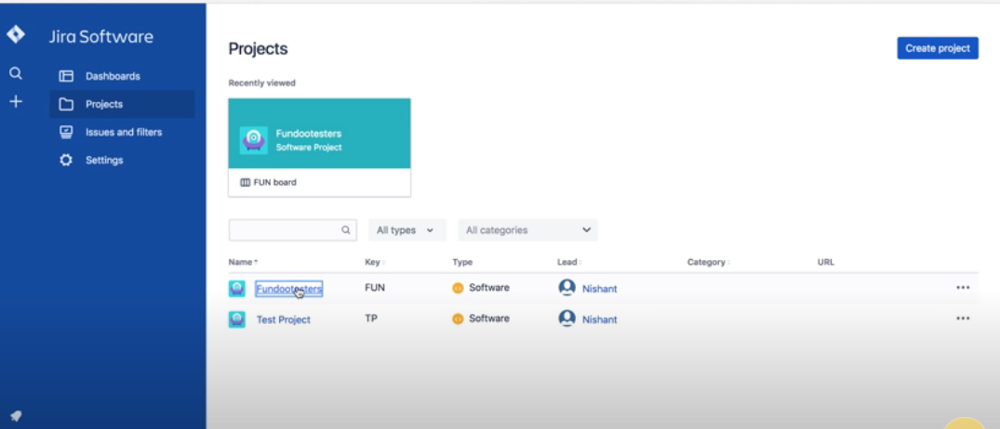 Jira Software
Dashboards
Projects
Issues and filters
Settings
Projects
Create project
Recently viewed
Fundootesters
Software Project
FUN board
All types
All categories
Name Key Type Lead Category URL
Fundootesters FUN Software Nishant
Test Project TP Software Nishant